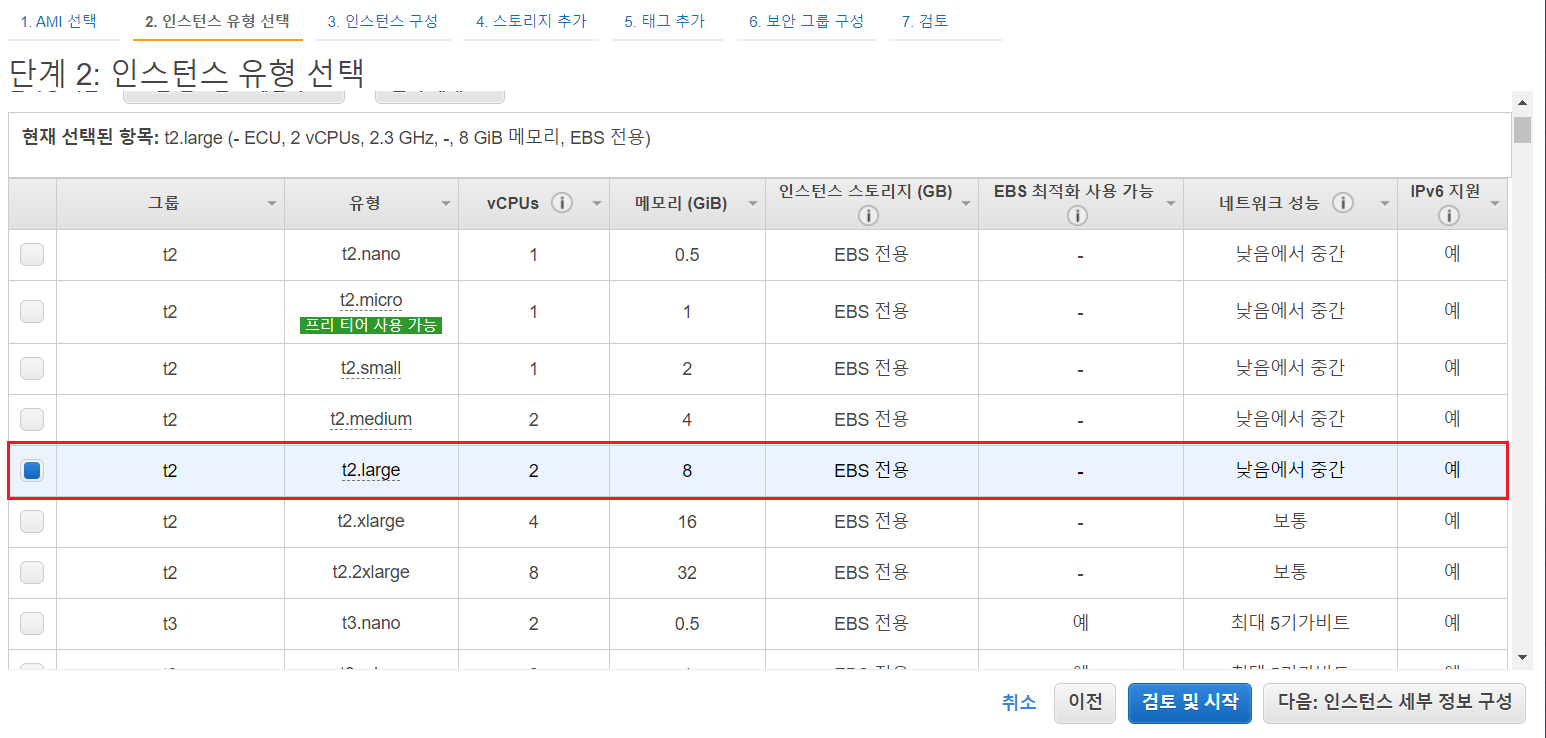 1. AMI 선택
2. 인스턴스 유형 선택
3. 인스턴스 구성
4. 스토리지 추가
5. 태그 추가
6. 보안 그룹 구성
7. 검토
단계 2: 인스턴스 유형 선택
현재 선택된 항목: t2.large (- ECU, 2 vCPUs, 2.3 GHz, -, 8 GiB 메모리, EBS 전용)
그룹 유형 vCPUs 메모리 (GiB) 인스턴스 스토리지 (GB) EBS 최적화 사용 가능 네트워크 성능 IPv6 지원
t2 t2.nano 1 0.5 EBS 전용 - 낮음에서 중간 예
t2 t2.micro 1 1 EBS 전용 - 낮음에서 중간 예
프리 티어 사용 가능
t2 t2.small 1 2 EBS 전용 - 낮음에서 중간 예
t2 t2.medium 2 4 EBS 전용 - 낮음에서 중간 예
t2 t2.large 2 8 EBS 전용 - 낮음에서 중간 예
t2 t2.xlarge 4 16 EBS 전용 - 보통 예
t2 t2.2xlarge 8 32 EBS 전용 - 보통 예
t3 t3.nano 2 0.5 EBS 전용 예 최대 5기가비트 예
취소 이전 검토 및 시작 다음: 인스턴스 세부 정보 구성